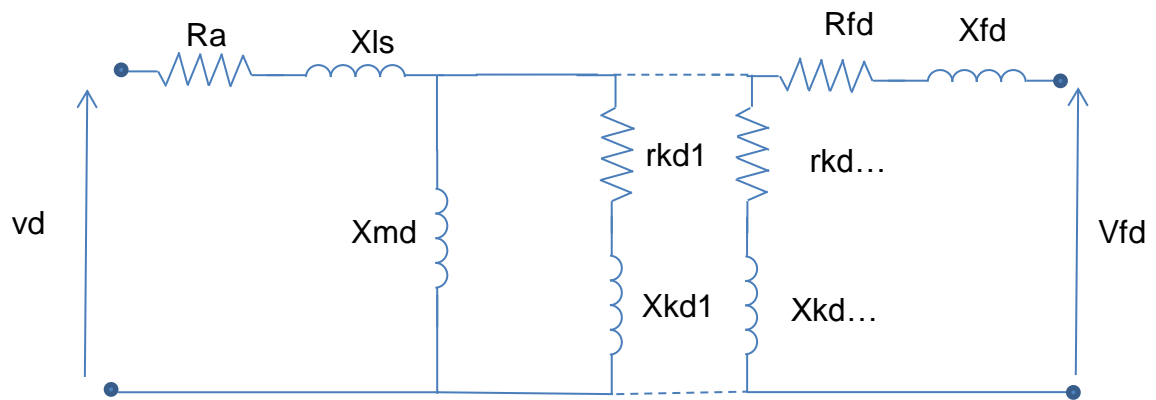 Ra
Xls
Rfd
Xfd
rkd1
rkd…
vd
Xmd
Vfd
Xkd1
Xkd…